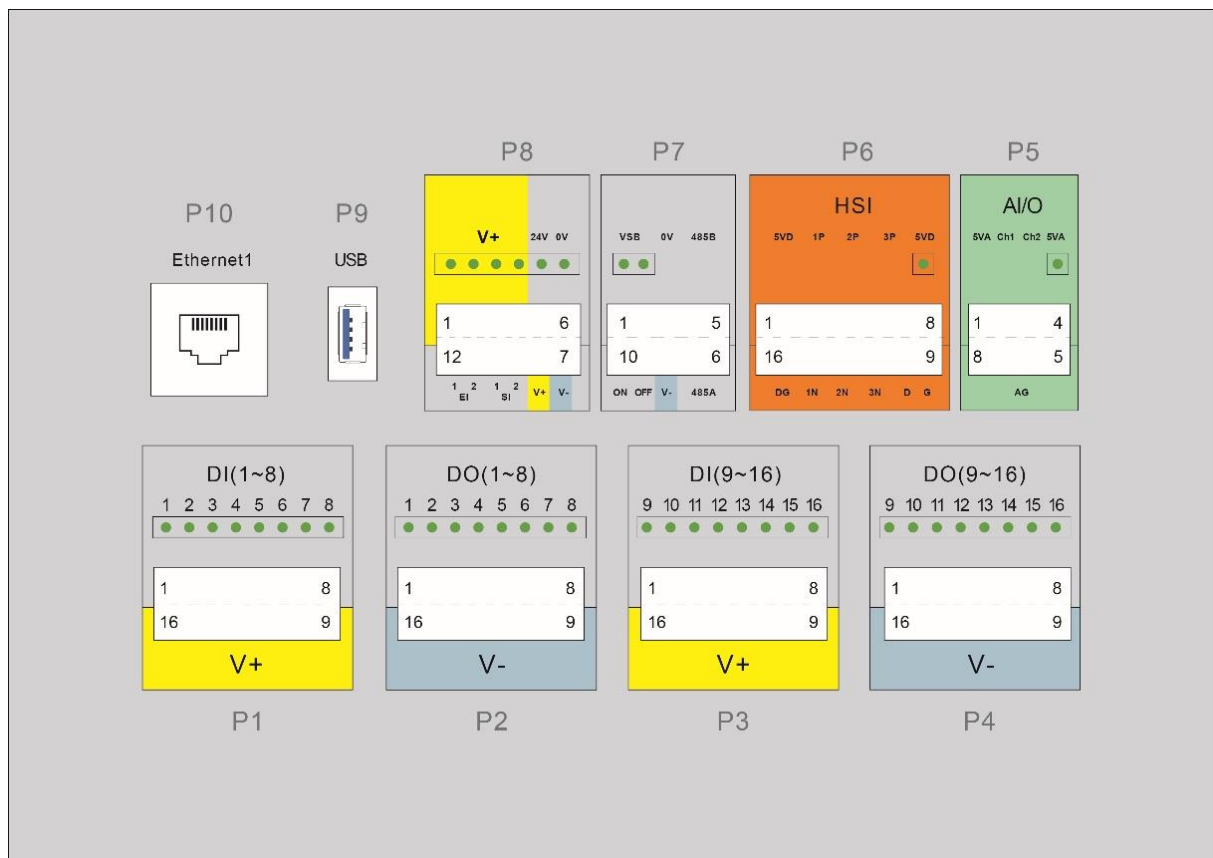 P8 P7 P6 P5
P10 P9
Ethernet1 USB
V+ 24V 0V
1 6
12 7
1 2 1 2 V+ V-
EI SI
VSB 0V 485B
1 5
10 6
ON OFF V- 485A
HSI
5VD 1P 2P 3P 5VD
1 8
16 9
DG 1N 2N 3N D G
AI/O
5VA Ch1 Ch2 5VA
1 4
8 5
AG
DI(1~8)
1 2 3 4 5 6 7 8
1 8
16 9
V+
P1
DO(1~8)
1 2 3 4 5 6 7 8
1 8
16 9
V-
P2
DI(9~16)
9 10 11 12 13 14 15 16
1 8
16 9
V+
P3
DO(9~16)
9 10 11 12 13 14 15 16
1 8
16 9
V-
P4